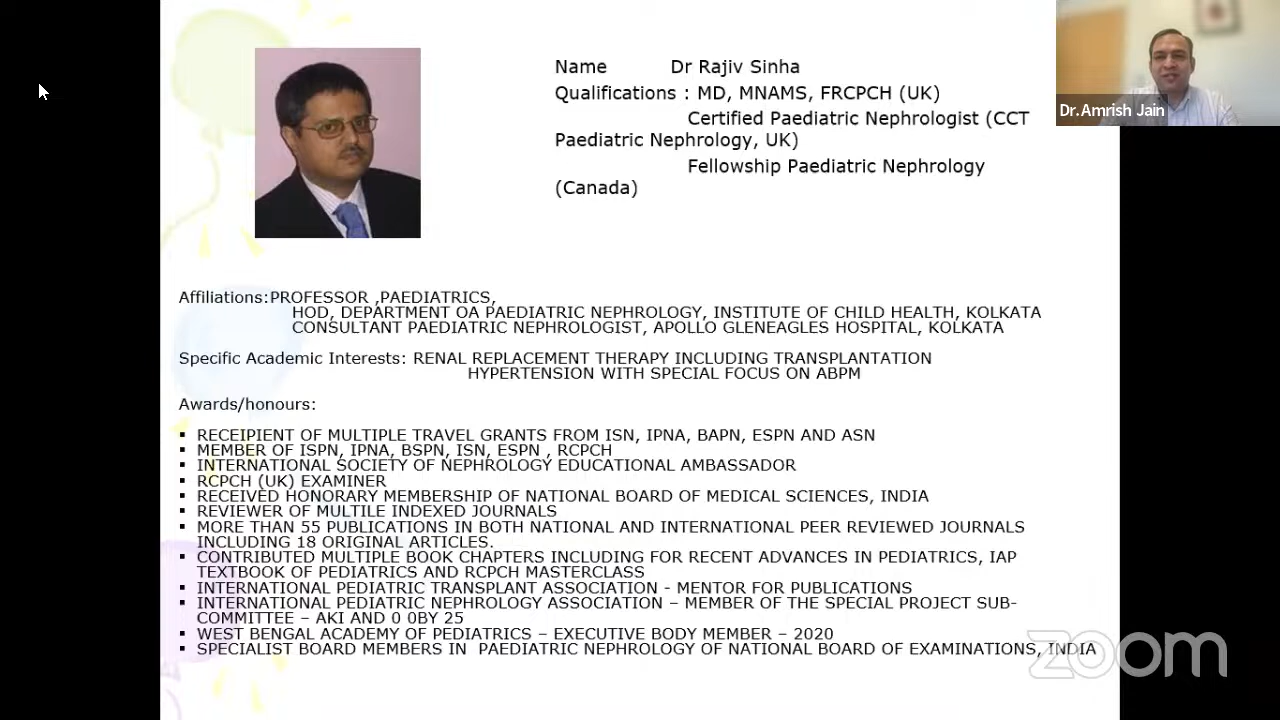 Name Dr Rajiv Sinha
Qualifications : MD, MNAMS, FRCPCH (UK)
Certified Paediatric Nephrologist (CCT
Paediatric Nephrology, UK)
Fellowship Paediatric Nephrology
(Canada)
Dr.Amrish Jain
Affiliations:PROFESSOR ,PAEDIATRICS,
HOD, DEPARTMENT OA PAEDIATRIC NEPHROLOGY, INSTITUTE OF CHILD HEALTH, KOLKATA
CONSULTANT PAEDIATRIC NEPHROLOGIST, APOLLO GLENEAGLES HOSPITAL, KOLKATA
Specific Academic Interests: RENAL REPLACEMENT THERAPY INCLUDING TRANSPLANTATION
HYPERTENSION WITH SPECIAL FOCUS ON ABPM
Awards/honours:
▪ RECEIPIENT OF MULTIPLE TRAVEL GRANTS FROM ISN, IPNA, BAPN, ESPN AND ASN
▪ MEMBER OF ISPN, IPNA, BSPN, ISN, ESPN , RCPCH
▪ INTERNATIONAL SOCIETY OF NEPHROLOGY EDUCATIONAL AMBASSADOR
▪ RCPCH (UK) EXAMINER
▪ RECEIVED HONORARY MEMBERSHIP OF NATIONAL BOARD OF MEDICAL SCIENCES, INDIA
▪ REVIEWER OF MULTILE INDEXED JOURNALS
▪ MORE THAN 55 PUBLICATIONS IN BOTH NATIONAL AND INTERNATIONAL PEER REVIEWED JOURNALS
INCLUDING 18 ORIGINAL ARTICLES.
▪ CONTRIBUTED MULTIPLE BOOK CHAPTERS INCLUDING FOR RECENT ADVANCES IN PEDIATRICS, IAP
TEXTBOOK OF PEDIATRICS AND RCPCH MASTERCLASS
▪ INTERNATIONAL PEDIATRIC TRANSPLANT ASSOCIATION - MENTOR FOR PUBLICATIONS
▪ INTERNATIONAL PEDIATRIC NEPHROLOGY ASSOCIATION – MEMBER OF THE SPECIAL PROJECT SUB-
COMMITTEE – AKI AND 0 0BY 25
▪ WEST BENGAL ACADEMY OF PEDIATRICS – EXECUTIVE BODY MEMBER – 2020
▪ SPECIALIST BOARD MEMBERS IN PAEDIATRIC NEPHROLOGY OF NATIONAL BOARD OF EXAMINATIONS, INDIA
zoom